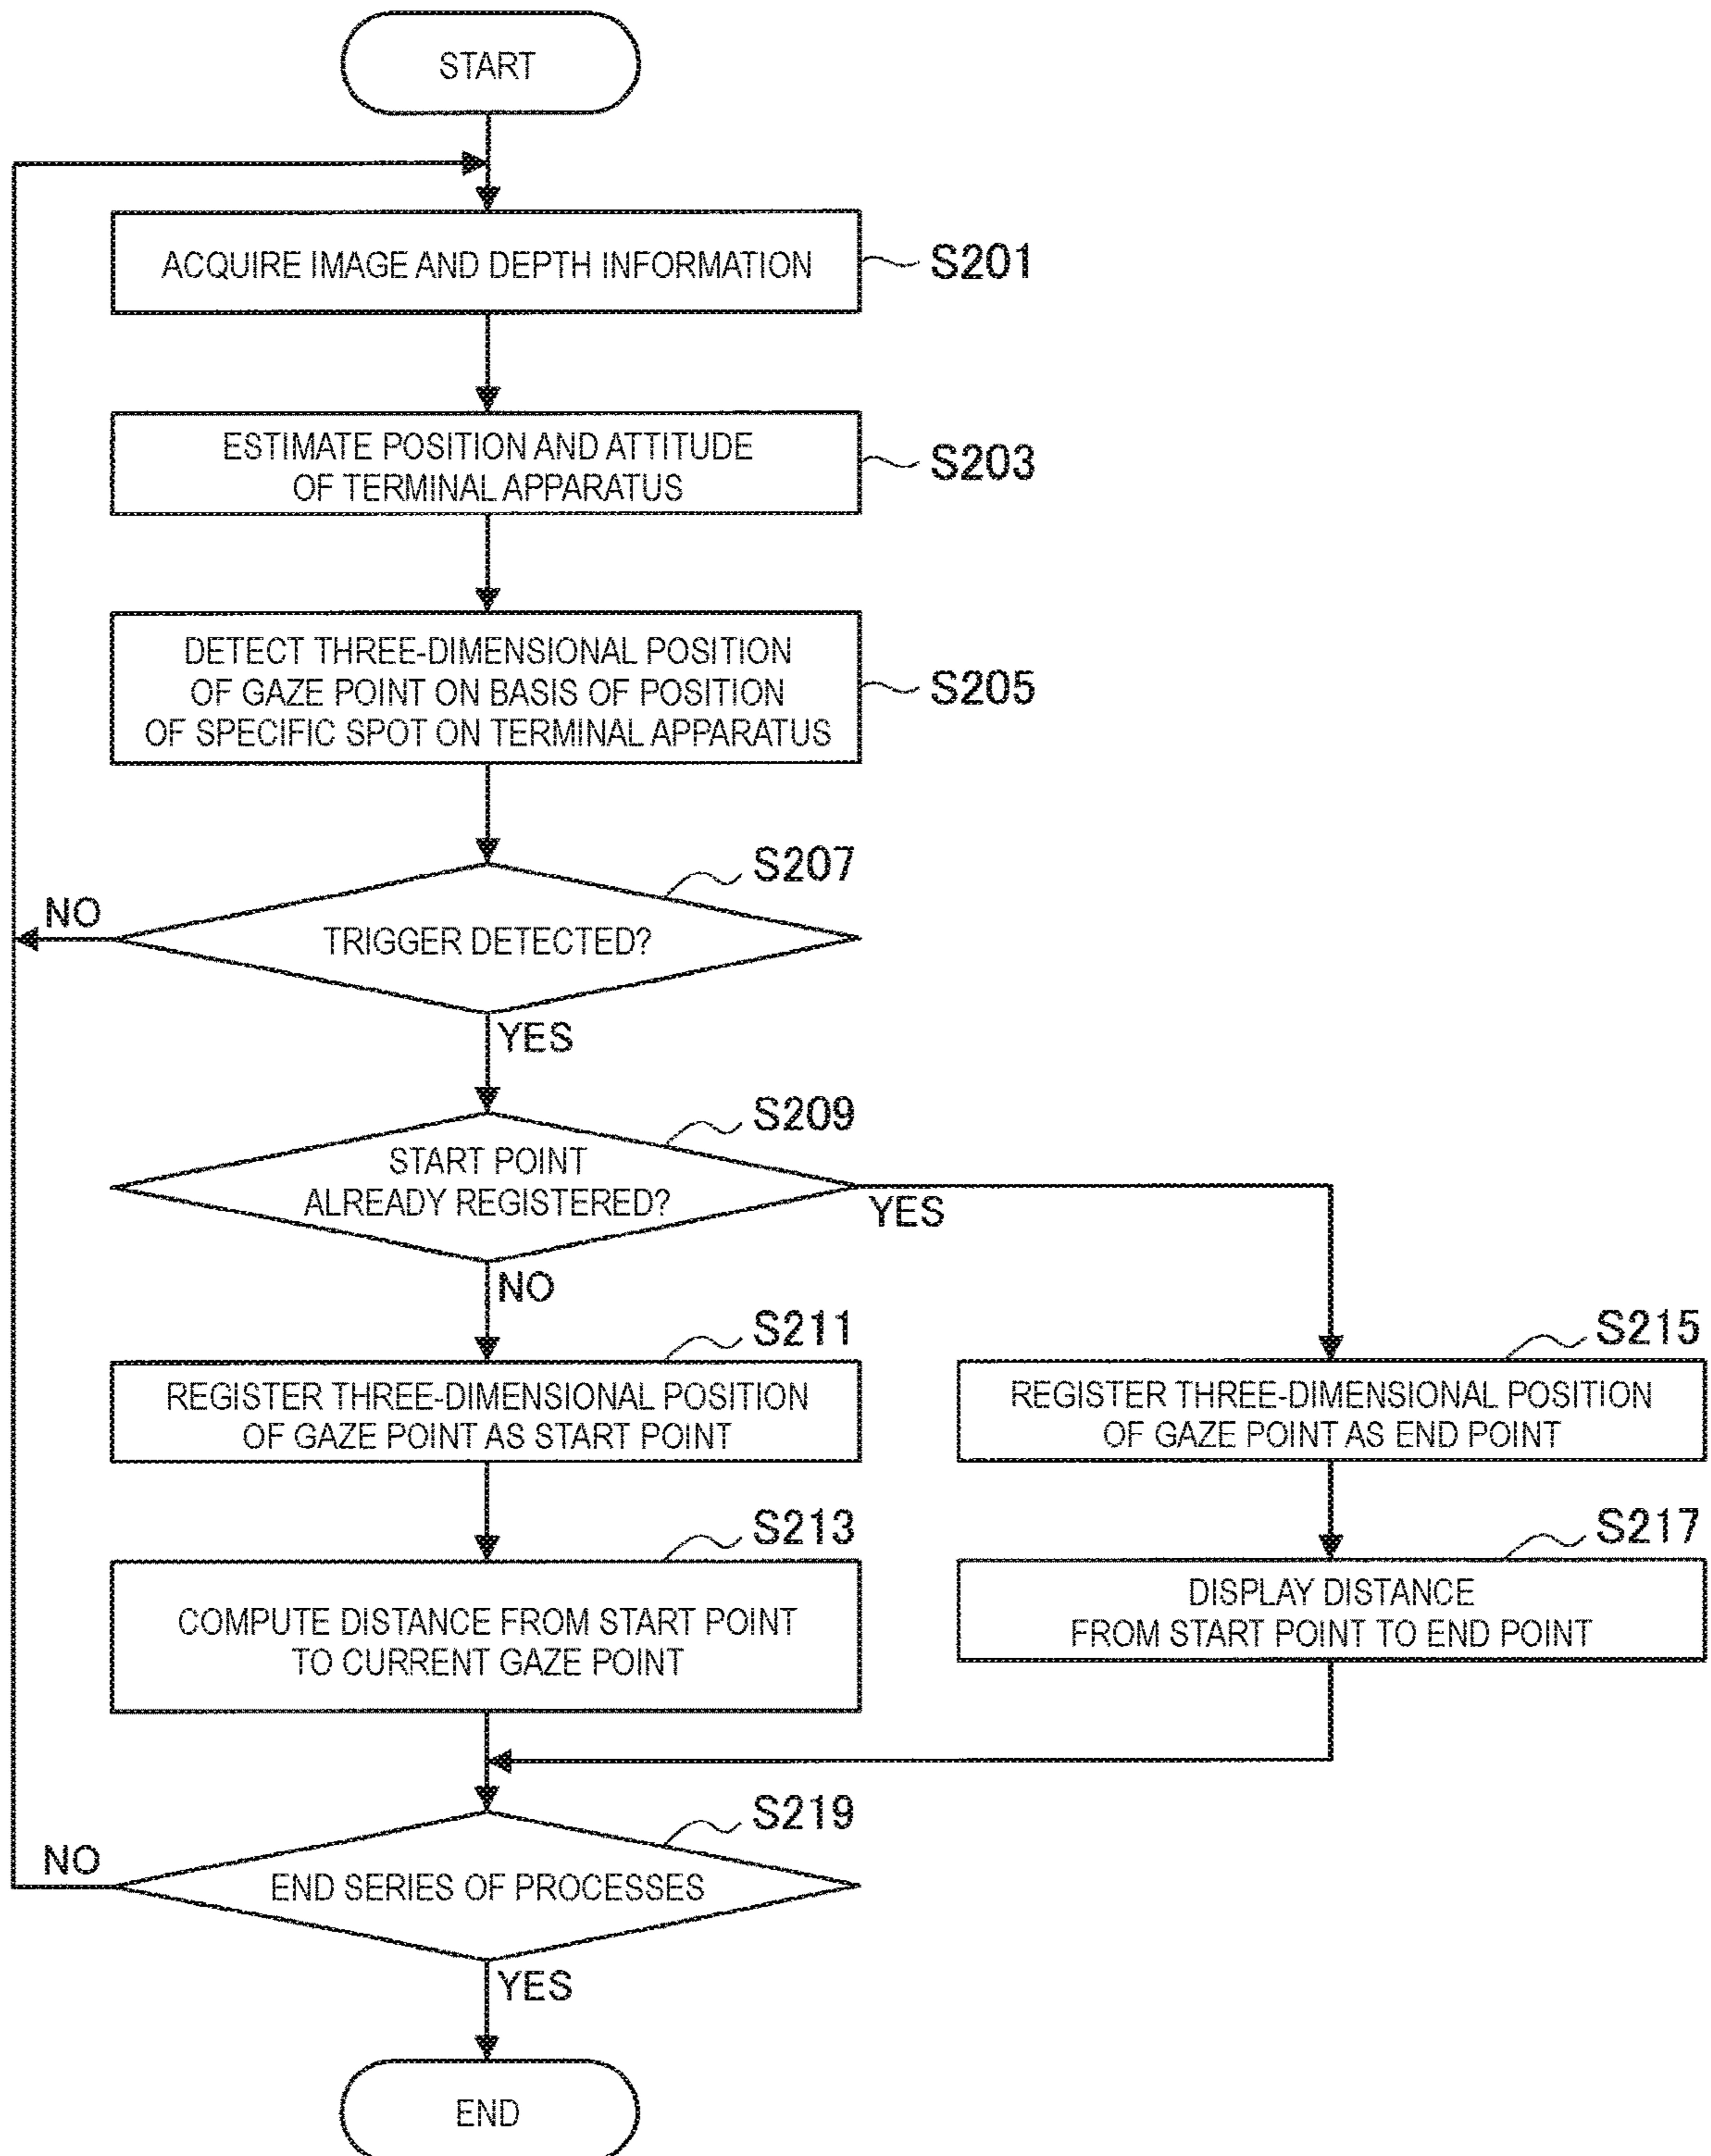 START
ACQUIRE IMAGE AND DEPTH INFORMATION
S201
ESTIMATE POSITION AND ATTITUDE
OF TERMINAL APPARATUS
S203
DETECT THREE-DIMENSIONAL POSITION
OF GAZE POINT ON BASIS OF POSITION
OF SPECIFIC SPOT ON TERMINAL APPARATUS
S205
S207
NO
TRIGGER DETECTED?
YES
S209
START POINT
ALREADY REGISTERED?
YES
NO
S211
REGISTER THREE-DIMENSIONAL POSITION
OF GAZE POINT AS START POINT
S213
COMPUTE DISTANCE FROM START POINT
TO CURRENT GAZE POINT
S215
REGISTER THREE-DIMENSIONAL POSITION
OF GAZE POINT AS END POINT
S217
DISPLAY DISTANCE
FROM START POINT TO END POINT
S219
NO
END SERIES OF PROCESSES
YES
END